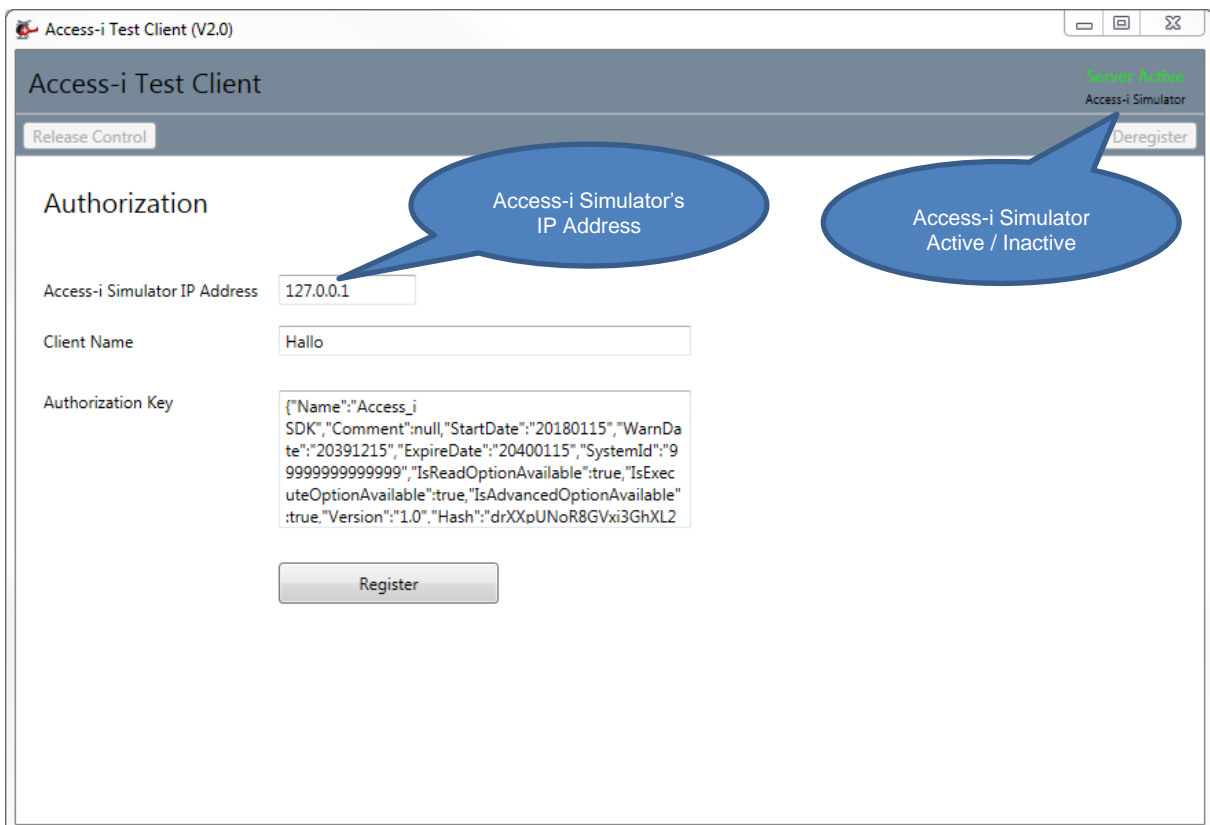 Access-i Test Client (V2.0)
Access-i Test Client
Server Active
Access-i Simulator
Release Control
Deregister
Authorization
Access-i Simulator's
IP Address
Access-i Simulator
Active / Inactive
Access-i Simulator IP Address
127.0.0.1
Client Name
Hallo
Authorization Key
{"Name":"Access_i
SDK","Comment":null,"StartDate":"20180115","WarnDa
te":"20391215","ExpireDate":"20400115","SystemId":"9
9999999999999","IsReadOptionAvailable":true,"IsExec
uteOptionAvailable":true,"IsAdvancedOptionAvailable"
:true,"Version":"1.0","Hash":"drXXpUNoR8GVxi3GhXL2
Register